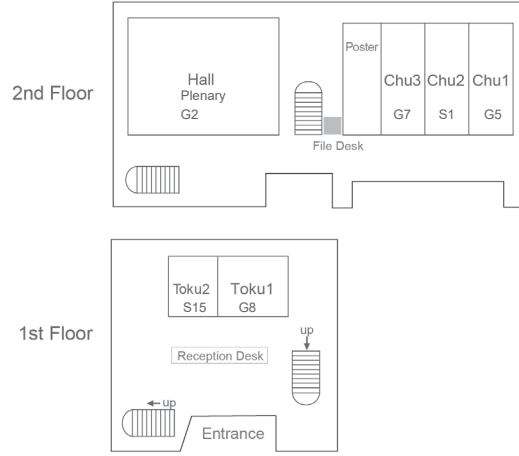 2nd Floor
Hall
Plenary
G2
Poster
Chu3
G7
Chu2
S1
Chu1
G5
File Desk
1st Floor
Toku2
S15
Toku1
G8
up
Reception Desk
up
Entrance